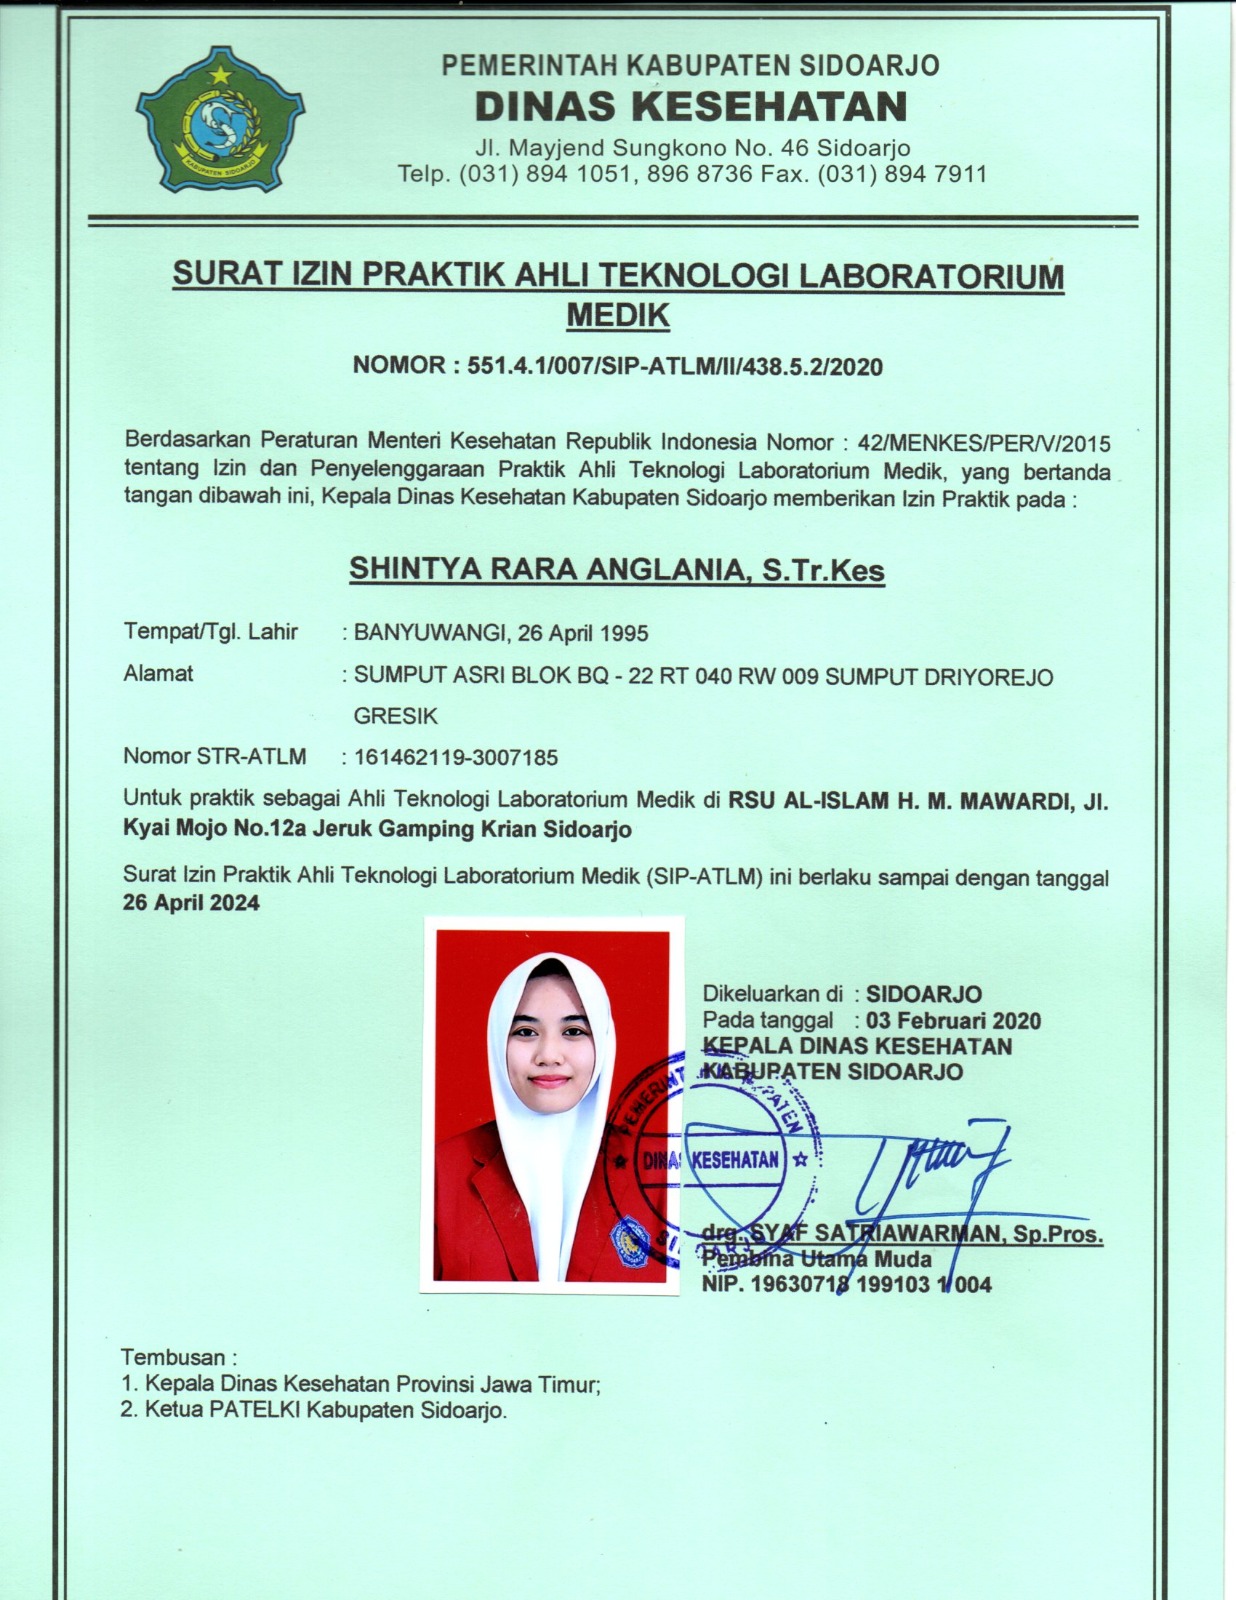 PEMERINTAH KABUPATEN SIDOARJO
DINAS KESEHATAN
Jl. Mayjend Sungkono No. 46 Sidoarjo
Telp. (031) 894 1051, 896 8736 Fax. (031) 894 7911
KABUPATEN SIDOARJO
SURAT IZIN PRAKTIK AHLI TEKNOLOGI LABORATORIUM
MEDIK
NOMOR : 551.4.1/007/SIP-ATLM/II/438.5.2/2020
Berdasarkan Peraturan Menteri Kesehatan Republik Indonesia Nomor : 42/MENKES/PER/V/2015
tentang Izin dan Penyelenggaraan Praktik Ahli Teknologi Laboratorium Medik, yang bertanda
tangan dibawah ini, Kepala Dinas Kesehatan Kabupaten Sidoarjo memberikan Izin Praktik pada :
SHINTYA RARA ANGLANIA, S.Tr.Kes
Tempat/Tgl. Lahir : BANYUWANGI, 26 April 1995
Alamat : SUMPUT ASRI BLOK BQ - 22 RT 040 RW 009 SUMPUT DRIYOREJO
GRESIK
Nomor STR-ATLM : 161462119-3007185
Untuk praktik sebagai Ahli Teknologi Laboratorium Medik di RSU AL-ISLAM H. M. MAWARDI, Jl.
Kyai Mojo No.12a Jeruk Gamping Krian Sidoarjo
Surat Izin Praktik Ahli Teknologi Laboratorium Medik (SIP-ATLM) ini berlaku sampai dengan tanggal
26 April 2024
Dikeluarkan di : SIDOARJO
Pada tanggal : 03 Februari 2020
KEPALA DINAS KESEHATAN
KABUPATEN SIDOARJO
PEMERINTAH KABUPATEN
DINAS KESEHATAN
SIDOARJO
drg. SYAF SATRIAWARMAN, Sp.Pros.
Pembina Utama Muda
NIP. 19630718 199103 1 004
Tembusan :
1. Kepala Dinas Kesehatan Provinsi Jawa Timur;
2. Ketua PATELKI Kabupaten Sidoarjo.